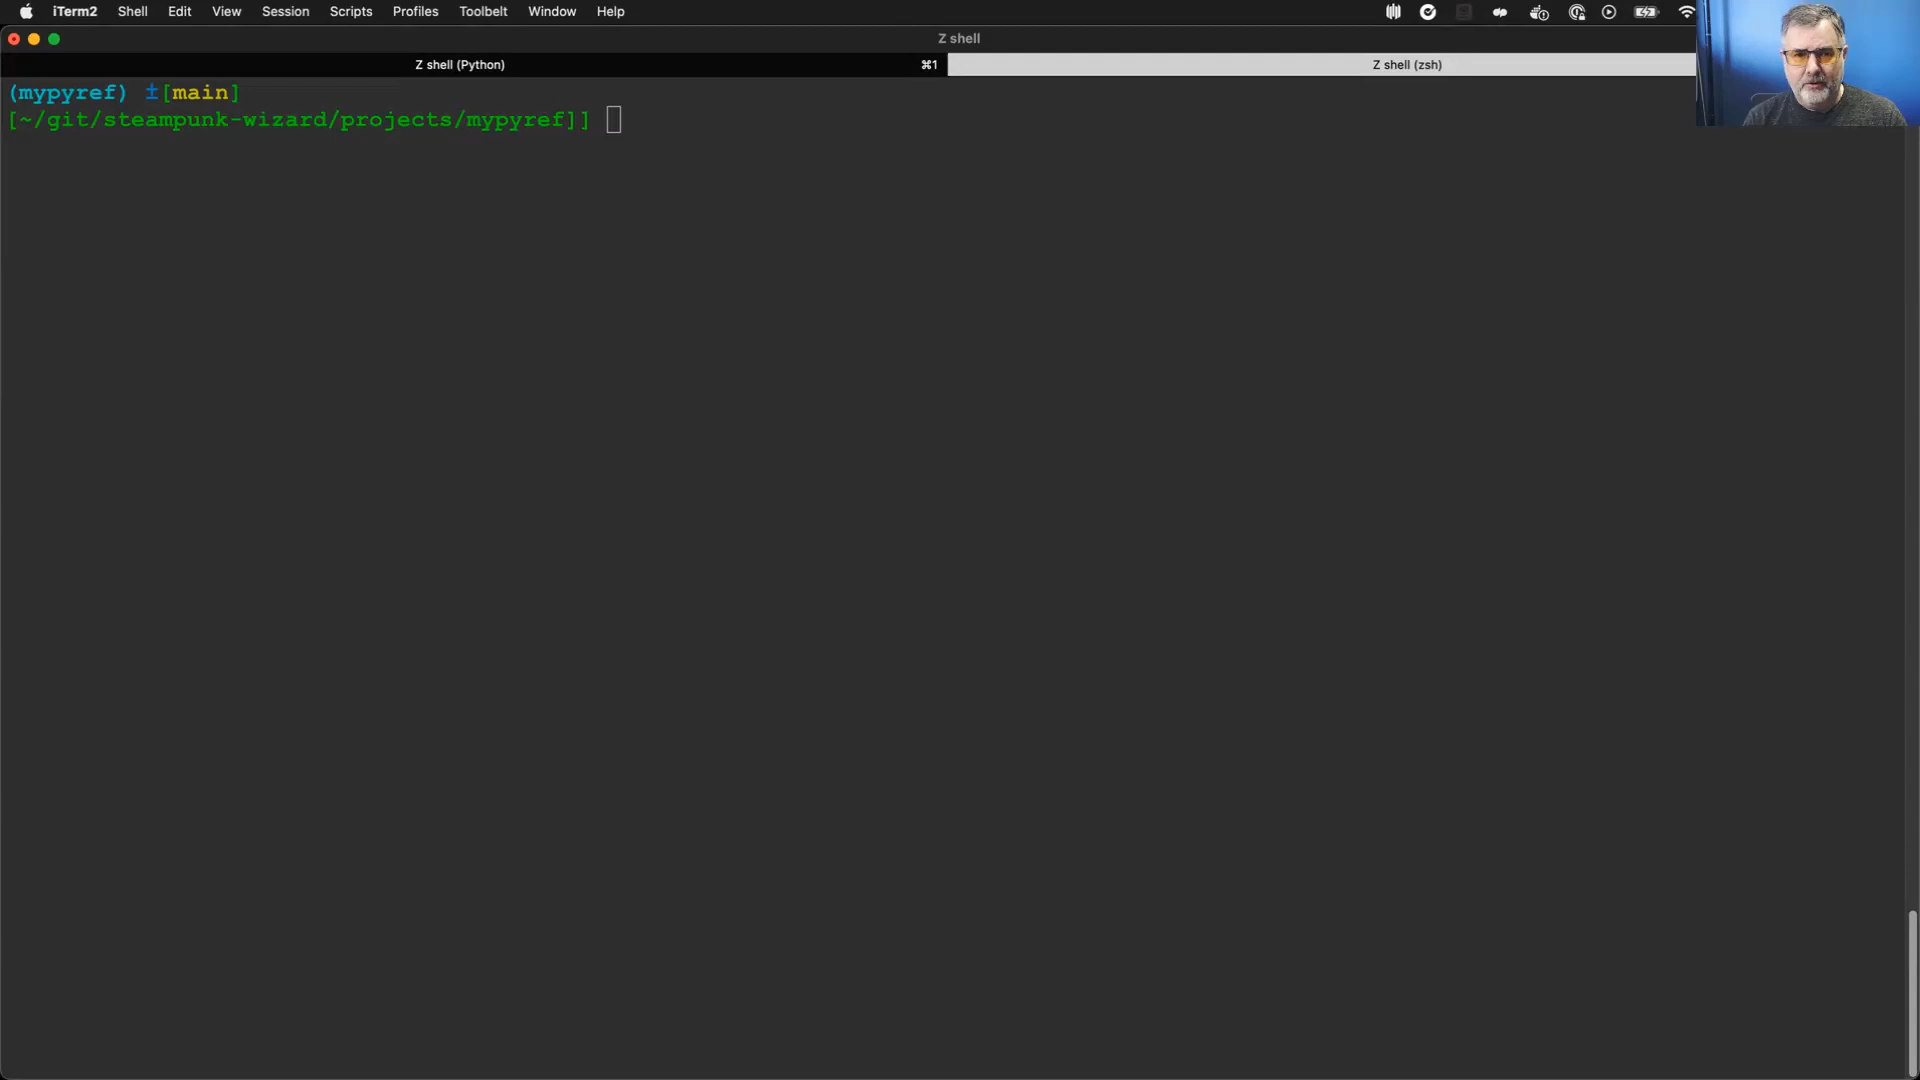 iTerm2 Shell Edit View Session Scripts Profiles Toolbelt Window Help
Z shell
Z shell (Python) ⌘1 Z shell (zsh)
(mypyref) ±[main]
[~/git/steampunk-wizard/projects/mypyref]]